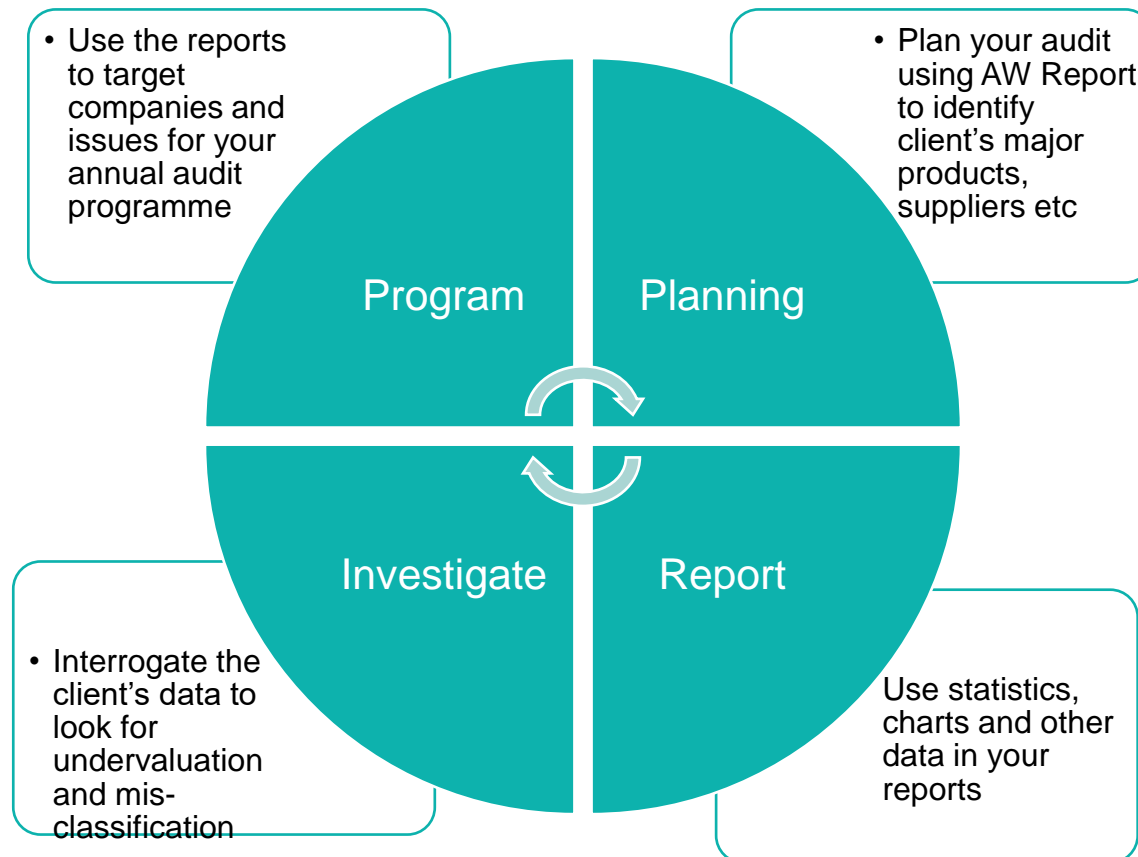 • Use the reports
to target
companies and
issues for your
annual audit
programme
• Plan your audit
using AW Report
to identify
client’s major
products,
suppliers etc
Program
Planning
Investigate
Report
• Interrogate the
client’s data to
look for
undervaluation
and mis-
classification
Use statistics,
charts and other
data in your
reports